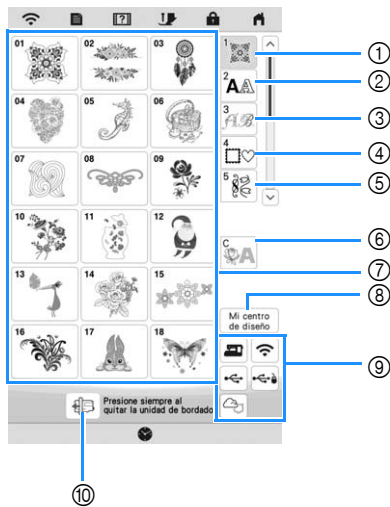 01 02 03
04 05 06
07 08 09
10 11 12
13 14 15
16 17 18
1
2 AA
3 AB
4
5
C A
Mi centro
de diseño
Presione siempre al
quitar la unidad de bordado
①
②
③
④
⑤
⑥
⑦
⑧
⑨
⑩